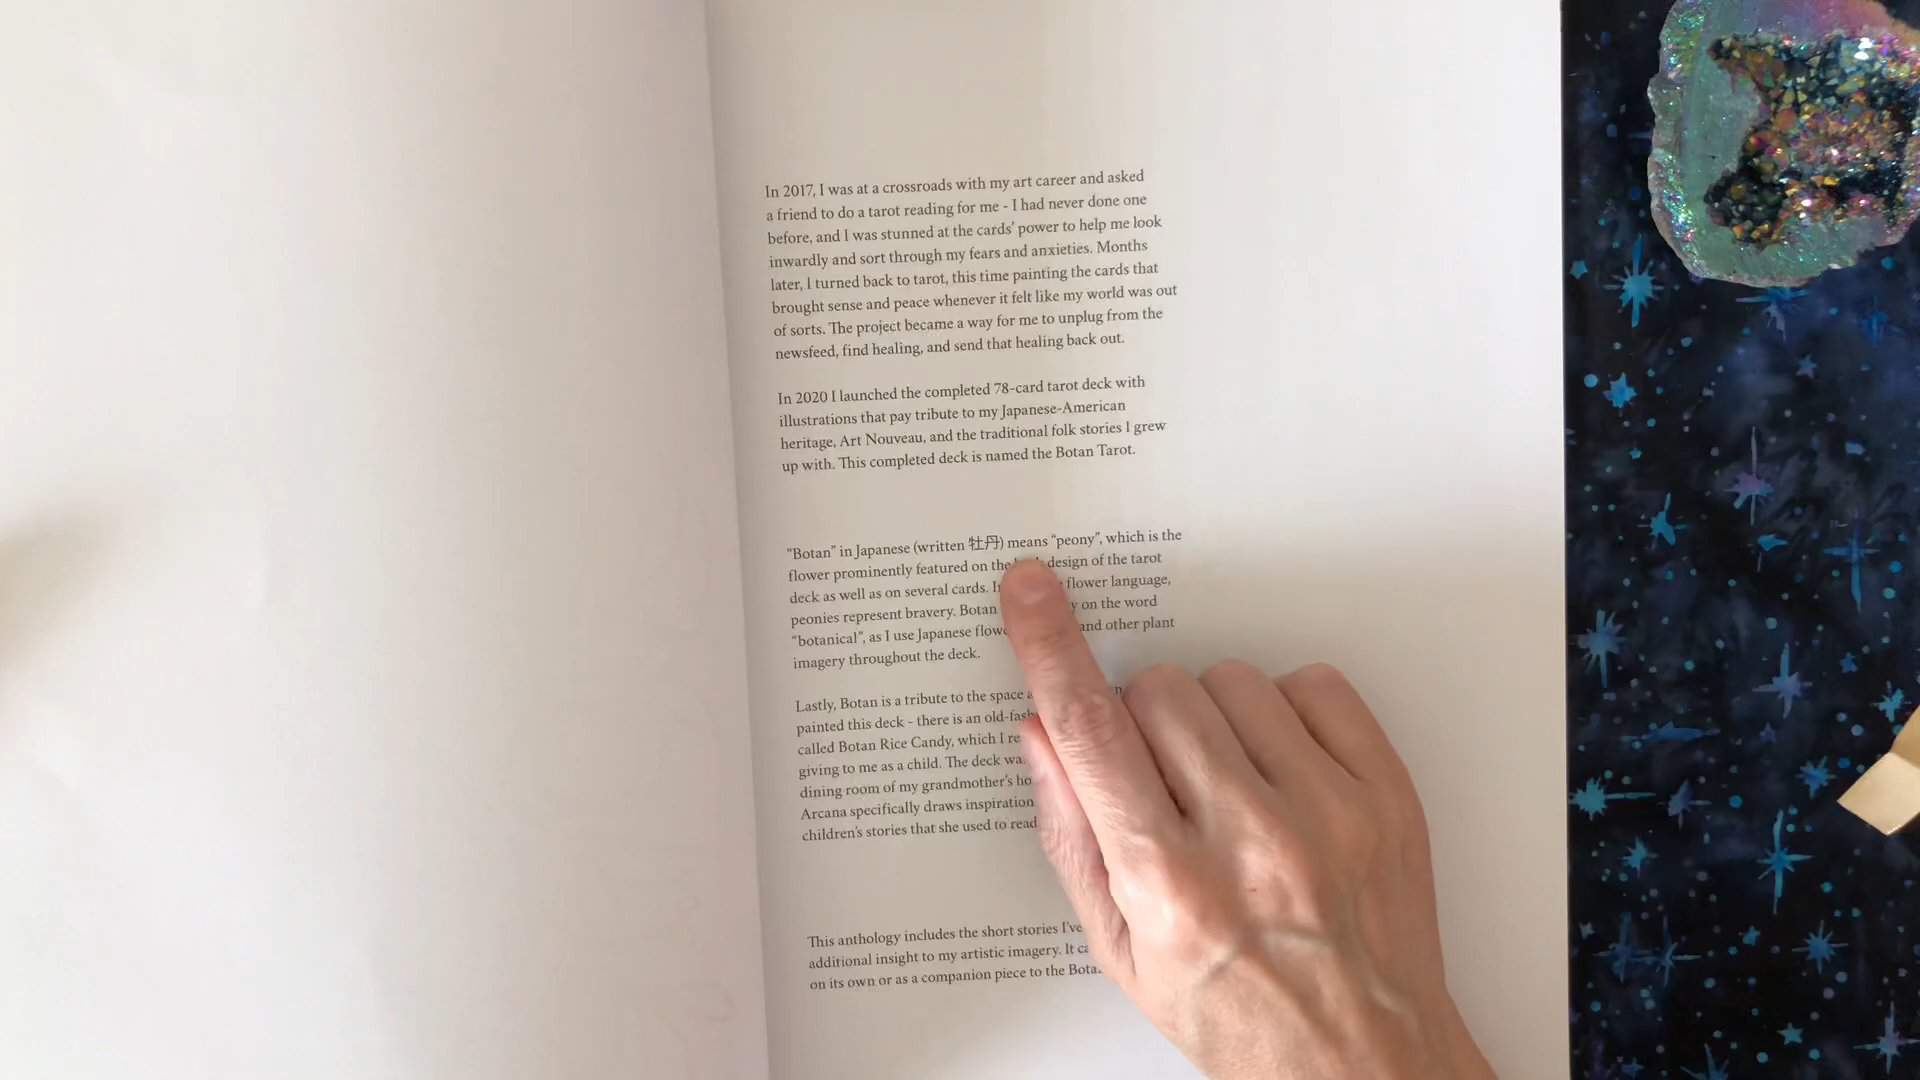 In 2017, I was at a crossroads with my art career and asked
a friend to do a tarot reading for me - I had never done one
before, and I was stunned at the cards' power to help me look
inwardly and sort through my fears and anxieties. Months
later, I turned back to tarot, this time painting the cards that
brought sense and peace whenever it felt like my world was out
of sorts. The project became a way for me to unplug from the
newsfeed, find healing, and send that healing back out.
In 2020 I launched the completed 78-card tarot deck with
illustrations that pay tribute to my Japanese-American
heritage, Art Nouveau, and the traditional folk stories I grew
up with. This completed deck is named the Botan Tarot.
“Botan” in Japanese (written 牡丹) means “peony”, which is the
flower prominently featured on the design of the tarot
deck as well as on several cards. flower language,
peonies represent bravery. Botan on the word
“botanical”, as I use Japanese and other plant
imagery throughout the deck.
Lastly, Botan is a tribute to the space
painted this deck - there is an
called Botan Rice Candy, which I
giving to me as a child. The deck
dining room of my grandmother's
Arcana specifically draws inspiration
children's stories that she used to read
This anthology includes the short stories I've
additional insight to my artistic imagery. It
on its own or as a companion piece to the